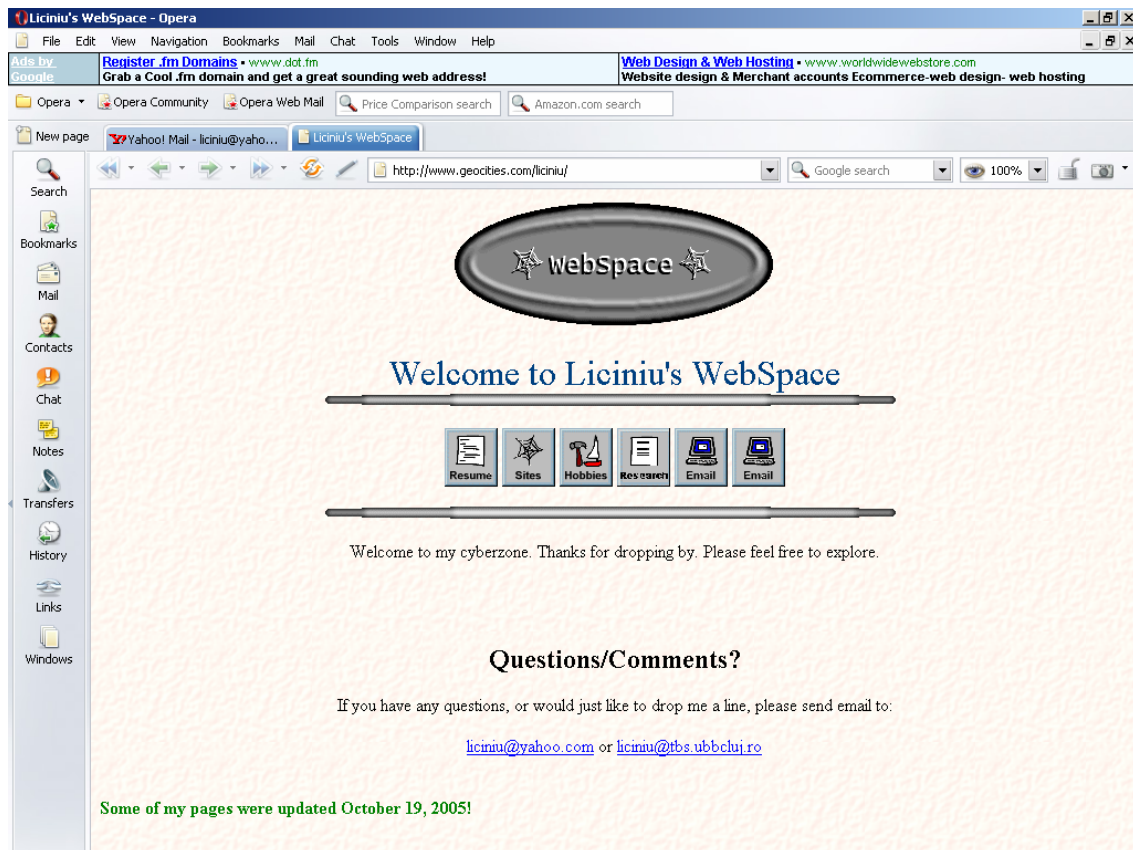 Liciniu's WebSpace - Opera
File Edit View Navigation Bookmarks Mail Chat Tools Window Help
Ads by Google
Register .fm Domains • www.dot.fm
Grab a Cool .fm domain and get a great sounding web address!
Web Design & Web Hosting • www.worldwidewebstore.com
Website design & Merchant accounts Ecommerce-web design- web hosting
Opera Opera Community Opera Web Mail Price Comparison search Amazon.com search
New page Yahoo! Mail - liciniu@yaho... Liciniu's WebSpace
http://www.geocities.com/liciniu/ Google search 100%
Search
Bookmarks
Mail
Contacts
Chat
Notes
Transfers
History
Links
Windows
WebSpace
Welcome to Liciniu's WebSpace
Resume Sites Hobbies Research Email Email
Welcome to my cyberzone. Thanks for dropping by. Please feel free to explore.
Questions/Comments?
If you have any questions, or would just like to drop me a line, please send email to:
liciniu@yahoo.com or liciniu@tbs.ubbcluj.ro
Some of my pages were updated October 19, 2005!